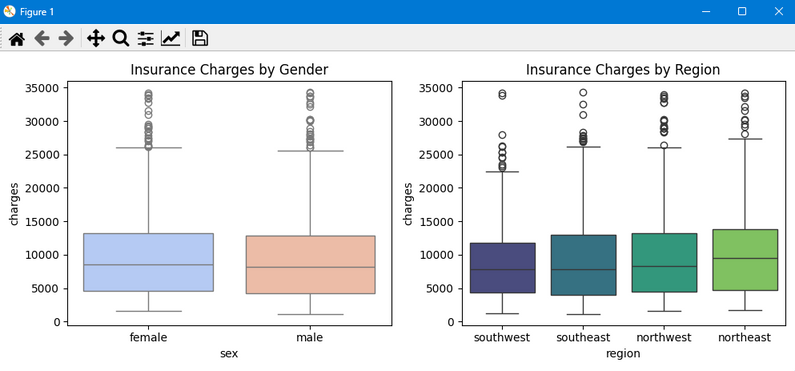 Figure 1
Insurance Charges by Gender
35000
30000
25000
20000
15000
10000
5000
0
charges
female male
sex
Insurance Charges by Region
35000
30000
25000
20000
15000
10000
5000
0
charges
southwest southeast northwest northeast
region